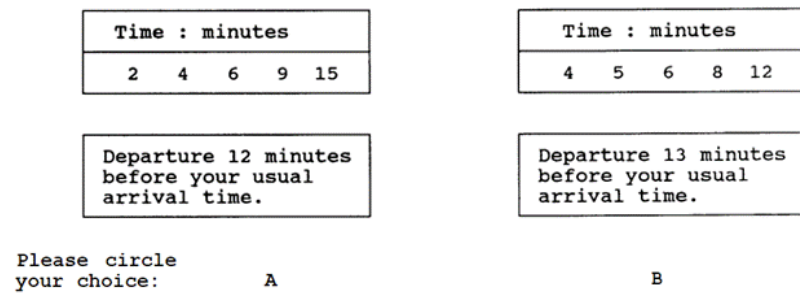 Time : minutes
2 4 6 9 15
Departure 12 minutes
before your usual
arrival time.
Time : minutes
4 5 6 8 12
Departure 13 minutes
before your usual
arrival time.
Please circle
your choice: A B